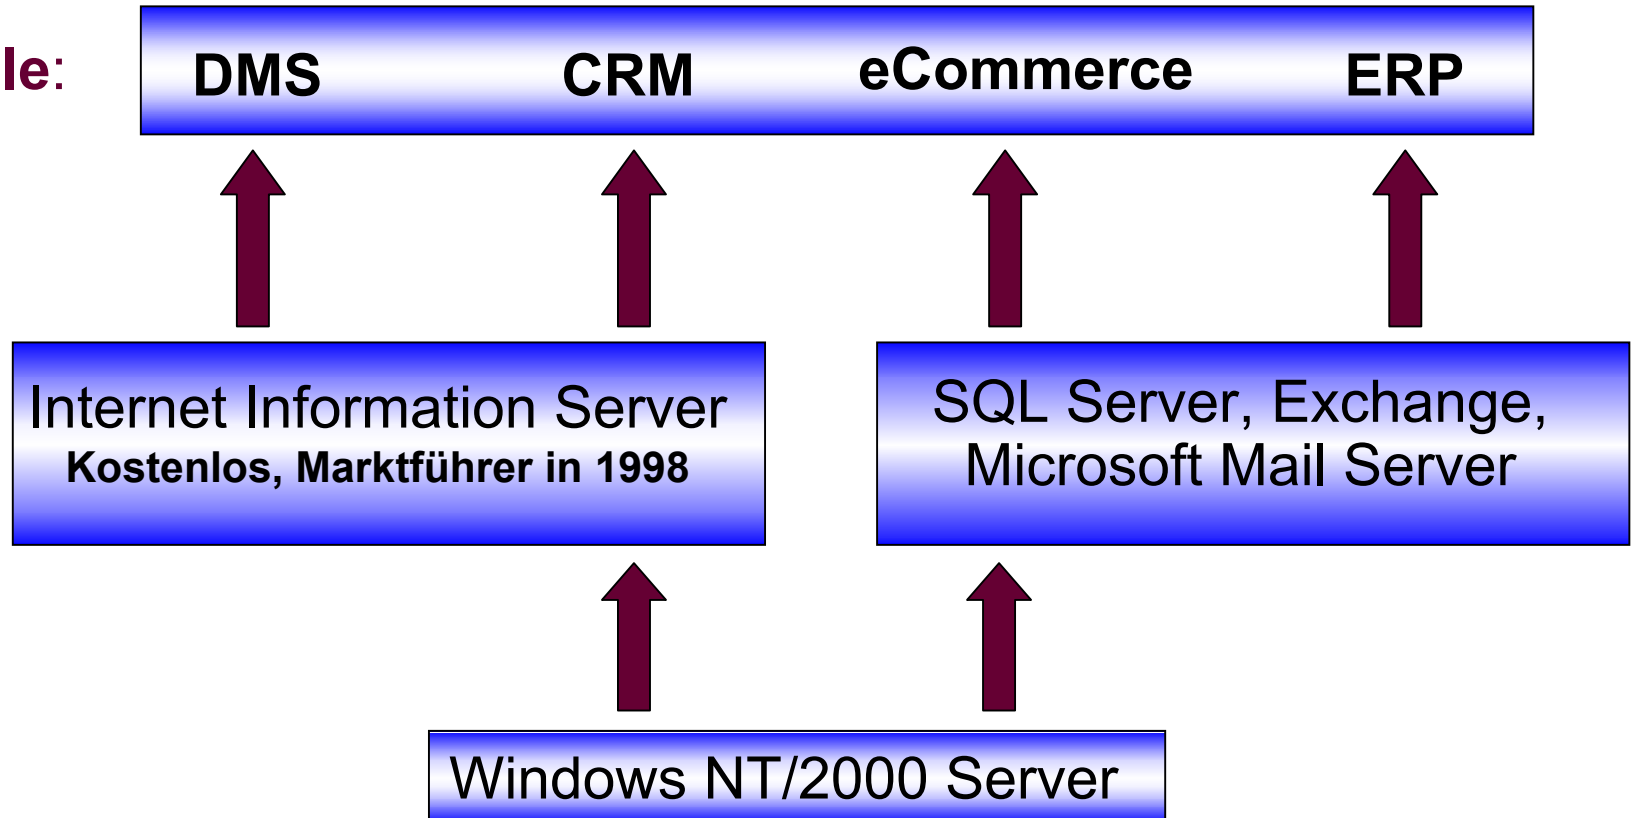 le: DMS CRM eCommerce ERP
Internet Information Server
Kostenlos, Marktführer in 1998
SQL Server, Exchange,
Microsoft Mail Server
Windows NT/2000 Server